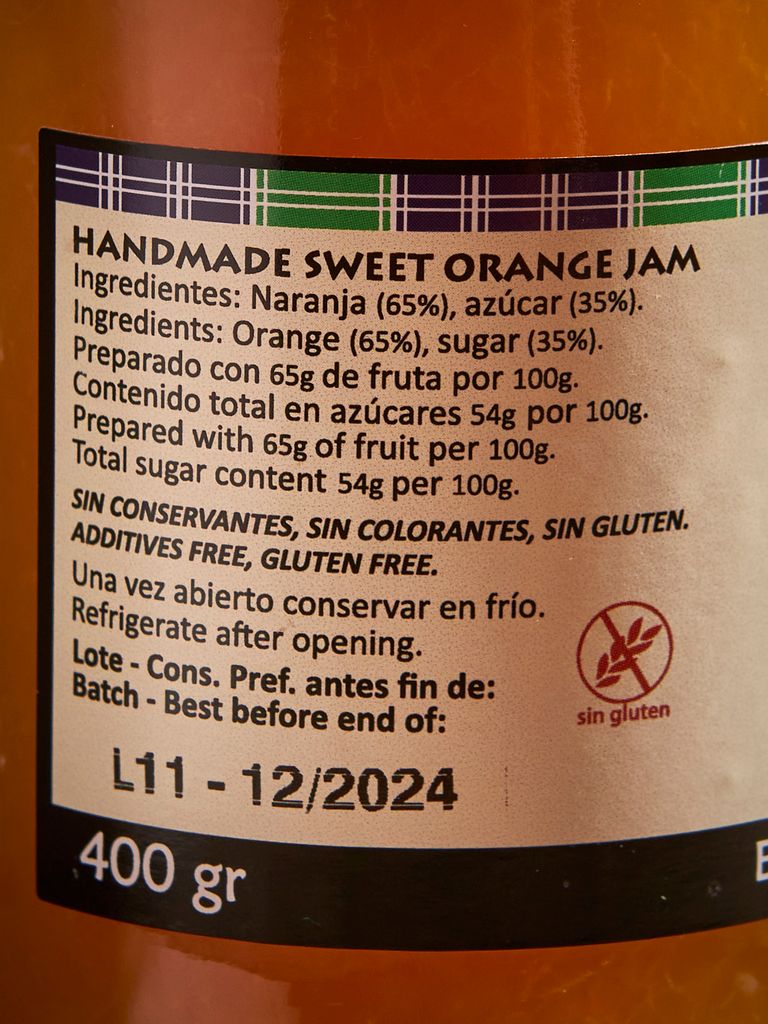 HANDMADE SWEET ORANGE JAM
Ingredientes: Naranja (65%), azúcar (35%).
Ingredients: Orange (65%), sugar (35%).
Preparado con 65g de fruta por 100g.
Contenido total en azúcares 54g por 100g.
Prepared with 65g of fruit per 100g.
Total sugar content 54g per 100g.
SIN CONSERVANTES, SIN COLORANTES, SIN GLUTEN.
ADDITIVES FREE, GLUTEN FREE.
Una vez abierto conservar en frío.
Refrigerate after opening.
Lote - Cons. Pref. antes fin de:
Batch - Best before end of:
sin gluten
L11 - 12/2024
400 gr